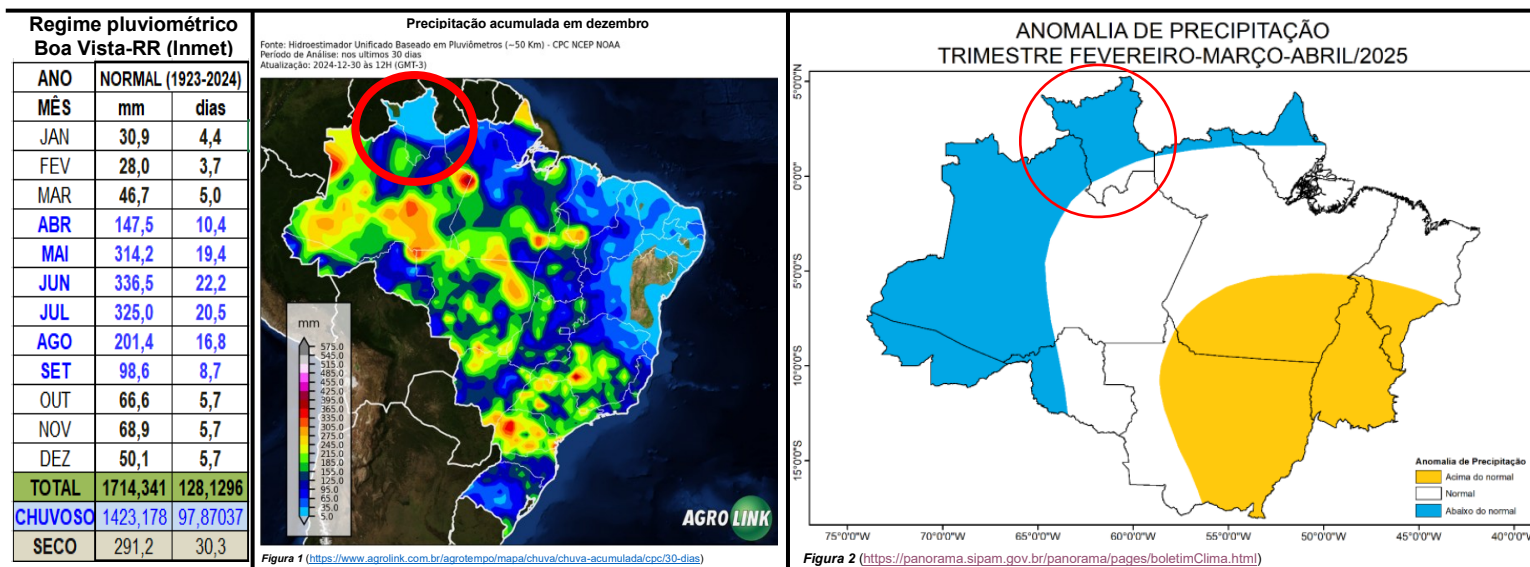 Regime pluviométrico
Boa Vista-RR (Inmet)
ANO NORMAL (1923-2024)
MÊS mm dias
JAN 30,9 4,4
FEV 28,0 3,7
MAR 46,7 5,0
ABR 147,5 10,4
MAI 314,2 19,4
JUN 336,5 22,2
JUL 325,0 20,5
AGO 201,4 16,8
SET 98,6 8,7
OUT 66,6 5,7
NOV 68,9 5,7
DEZ 50,1 5,7
TOTAL 1714,341 128,1296
CHUVOSO 1423,178 97,87037
SECO 291,2 30,3
Precipitação acumulada em dezembro
Fonte: Hidroestimador Unificado Baseado em Pluviômetros (~50 Km) - CPC NCEP NOAA
Período de Análise: nos ultimos 30 dias
Atualização: 2024-12-30 às 12H (GMT-3)
mm
575.0
545.0
515.0
485.0
455.0
425.0
395.0
365.0
335.0
305.0
275.0
245.0
215.0
185.0
155.0
125.0
95.0
65.0
35.0
5.0
AGROLINK
Figura 1 (https://www.agrolink.com.br/agrotempo/mapa/chuva/chuva-acumulada/cpc/30-dias)
ANOMALIA DE PRECIPITAÇÃO
TRIMESTRE FEVEREIRO-MARÇO-ABRIL/2025
5°0'0"N
0°0'0"
5°0'0"S
10°0'0"S
15°0'0"S
Anomalia de Precipitação
Acima do normal
Normal
Abaixo do normal
75°0'0"W 70°0'0"W 65°0'0"W 60°0'0"W 55°0'0"W 50°0'0"W 45°0'0"W 40°0'0"W
Figura 2 (https://panorama.sipam.gov.br/panorama/pages/boletimClima.html)